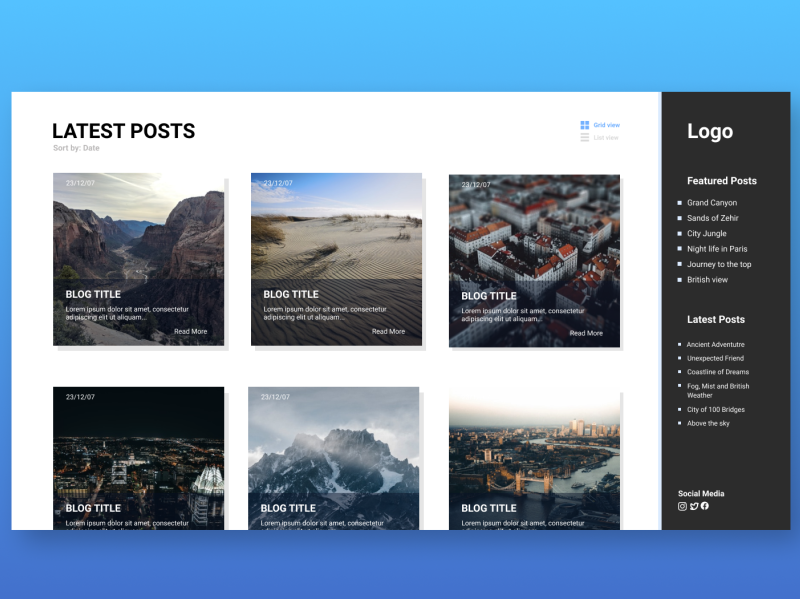 LATEST POSTS
Sort by: Date
Grid view
List view
23/12/07
BLOG TITLE
Lorem ipsum dolor sit amet, consectetur
adipiscing elit ut aliquam...
Read More
23/12/07
BLOG TITLE
Lorem ipsum dolor sit amet, consectetur
adipiscing elit ut aliquam...
Read More
23/12/07
BLOG TITLE
Lorem ipsum dolor sit amet, consectetur
adipiscing elit ut aliquam...
Read More
23/12/07
BLOG TITLE
Lorem ipsum dolor sit amet, consectetur
23/12/07
BLOG TITLE
Lorem ipsum dolor sit amet, consectetur
BLOG TITLE
Lorem ipsum dolor sit amet, consectetur
Logo
Featured Posts
Grand Canyon
Sands of Zehir
City Jungle
Night life in Paris
Journey to the top
British view
Latest Posts
Ancient Adventutre
Unexpected Friend
Coastline of Dreams
Fog, Mist and British
Weather
City of 100 Bridges
Above the sky
Social Media